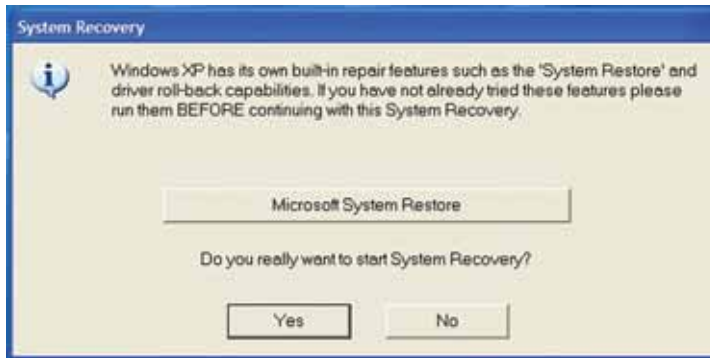 System Recovery
Windows XP has its own built-in repair features such as the 'System Restore' and
driver roll-back capabilities. If you have not already tried these features please
run them BEFORE continuing with this System Recovery.
Microsoft System Restore
Do you really want to start System Recovery?
Yes No